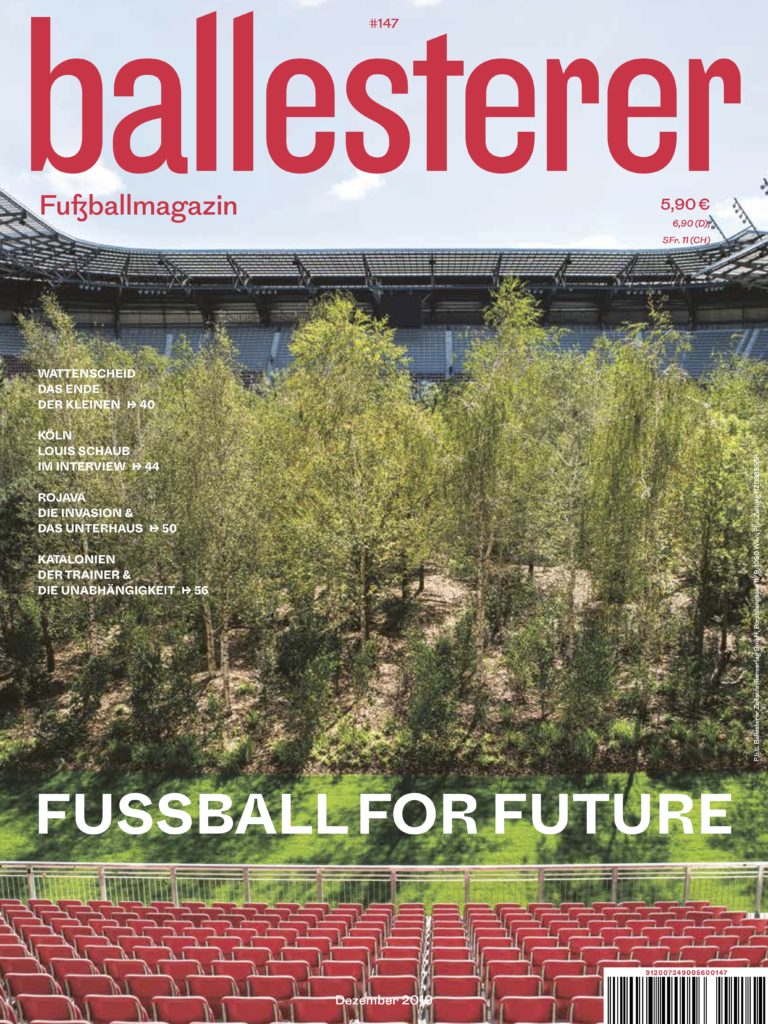 #147
ballesterer
Fußballmagazin
5,90 €
6,90 (D)
SFr. 11 (CH)
WATTENSCHEID
DAS ENDE
DER KLEINEN ↦ 40
KÖLN
LOUIS SCHAUB
IM INTERVIEW ↦ 44
ROJAVA
DIE INVASION &
DAS UNTERHAUS ↦ 50
KATALONIEN
DER TRAINER &
DIE UNABHÄNGIGKEIT ↦ 56
FUSSBALL FOR FUTURE
Dezember 2019
912007349005600147